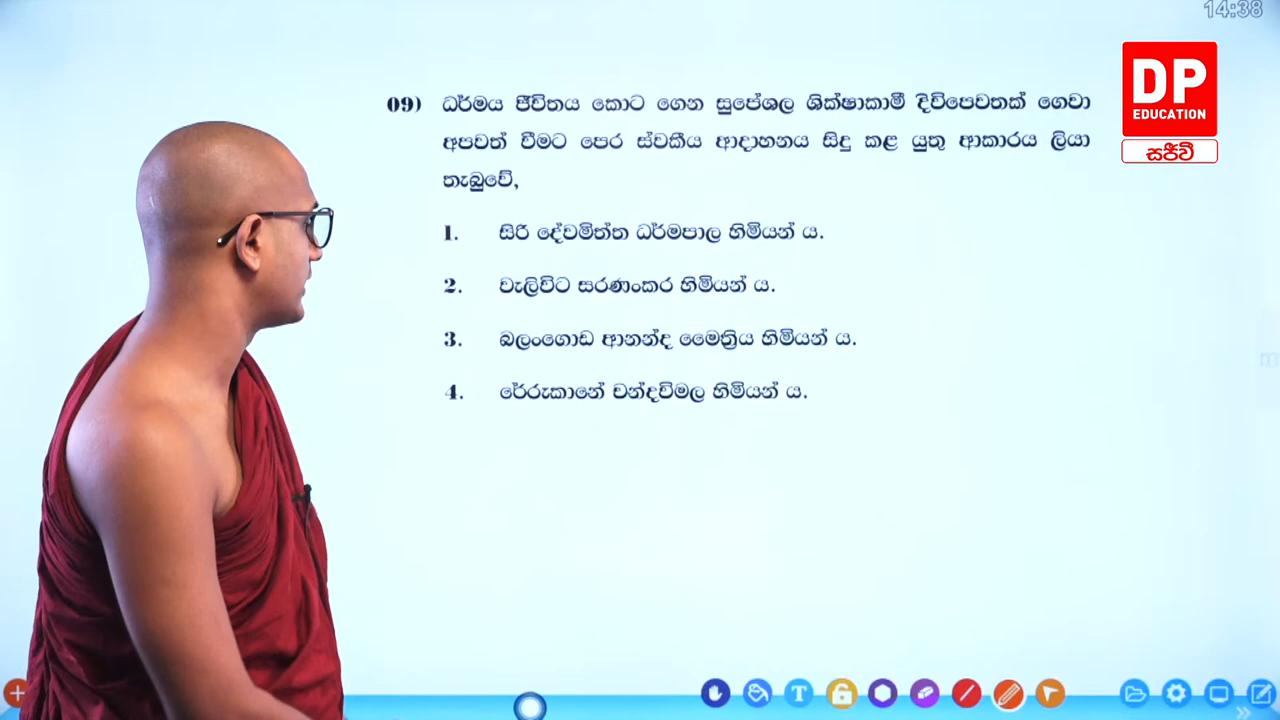 14:38
DP
EDUCATION
සජීවී
09) ධර්මය ජීවිතය කොට ගෙන සුපේශල ශික්ෂාකාමී දිවිපෙවතක් ගෙවා
අපවත් වීමට පෙර ස්වකීය ආදාහනය සිදු කළ යුතු ආකාරය ලියා
තැබුවේ,
1. සිරි දේවමිත්ත ධර්මපාල හිමියන් ය.
2. වැලිවිට සරණංකර හිමියන් ය.
3. බලංගොඩ ආනන්ද මෛත්‍රිය හිමියන් ය.
4. රේරුකානේ චන්දවිමල හිමියන් ය.